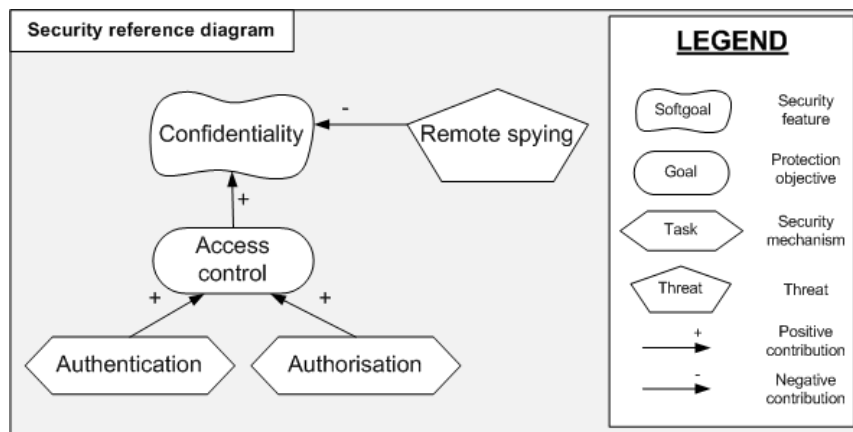 Security reference diagram
-
Confidentiality
Remote spying
+
Access
control
+
+
Authentication
Authorisation
LEGEND
Softgoal
Security
feature
Goal
Protection
objective
Task
Security
mechanism
Threat
Threat
+
Positive
contribution
-
Negative
contribution